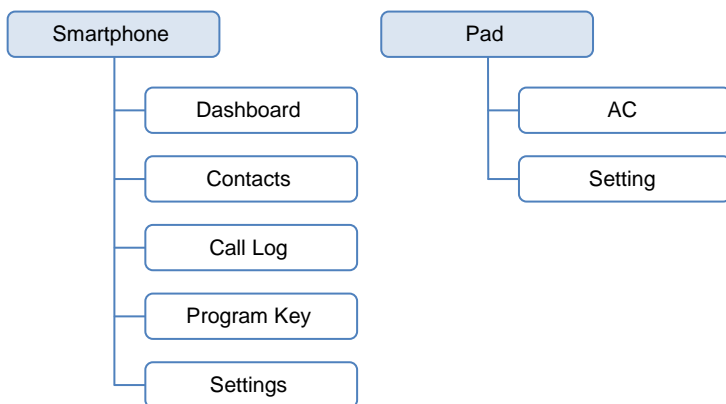 Smartphone
Dashboard
Contacts
Call Log
Program Key
Settings
Pad
AC
Setting